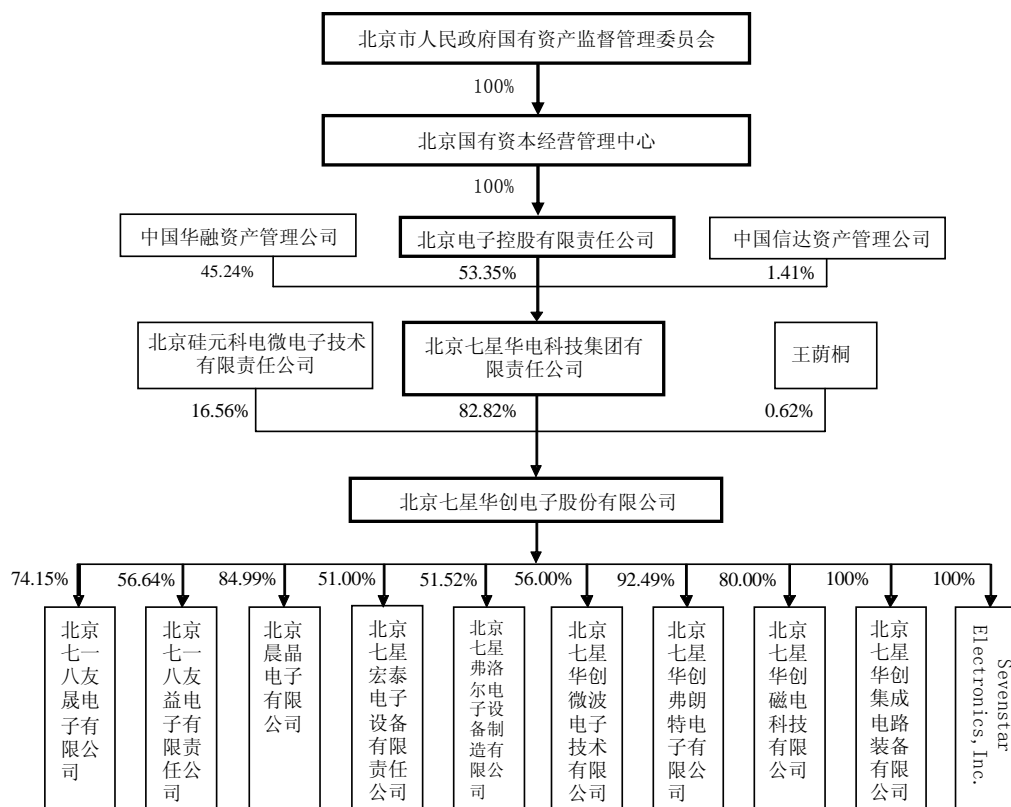 北京市人民政府国有资产监督管理委员会
100%
北京国有资本经营管理中心
100%
中国华融资产管理公司
北京电子控股有限责任公司
中国信达资产管理公司
45.24%
53.35%
1.41%
北京硅元科电微电子技术
有限责任公司
北京七星华电科技集团有
限责任公司
王荫桐
16.56%
82.82%
0.62%
北京七星华创电子股份有限公司
74.15%
56.64%
84.99%
51.00%
51.52%
56.00%
92.49%
80.00%
100%
100%
北京
七一
八友
晟电
子有
限公
司
北京
七一
八友
益电
子有
限责
任公
司
北京
晨晶
电子
有限
公司
北京
七星
宏泰
电子
设备
有限
责任
公司
北京
七星
弗洛
尔电
子设
备制
造有
限公
司
北京
七星
华创
微波
电子
技术
有限
公司
北京
七星
华创
弗朗
特电
子有
限公
司
北京
七星
华创
磁电
科技
有限
公司
北京
七星
华创
集成
电路
装备
有限
公司
Sevenstar
Electronics, Inc.